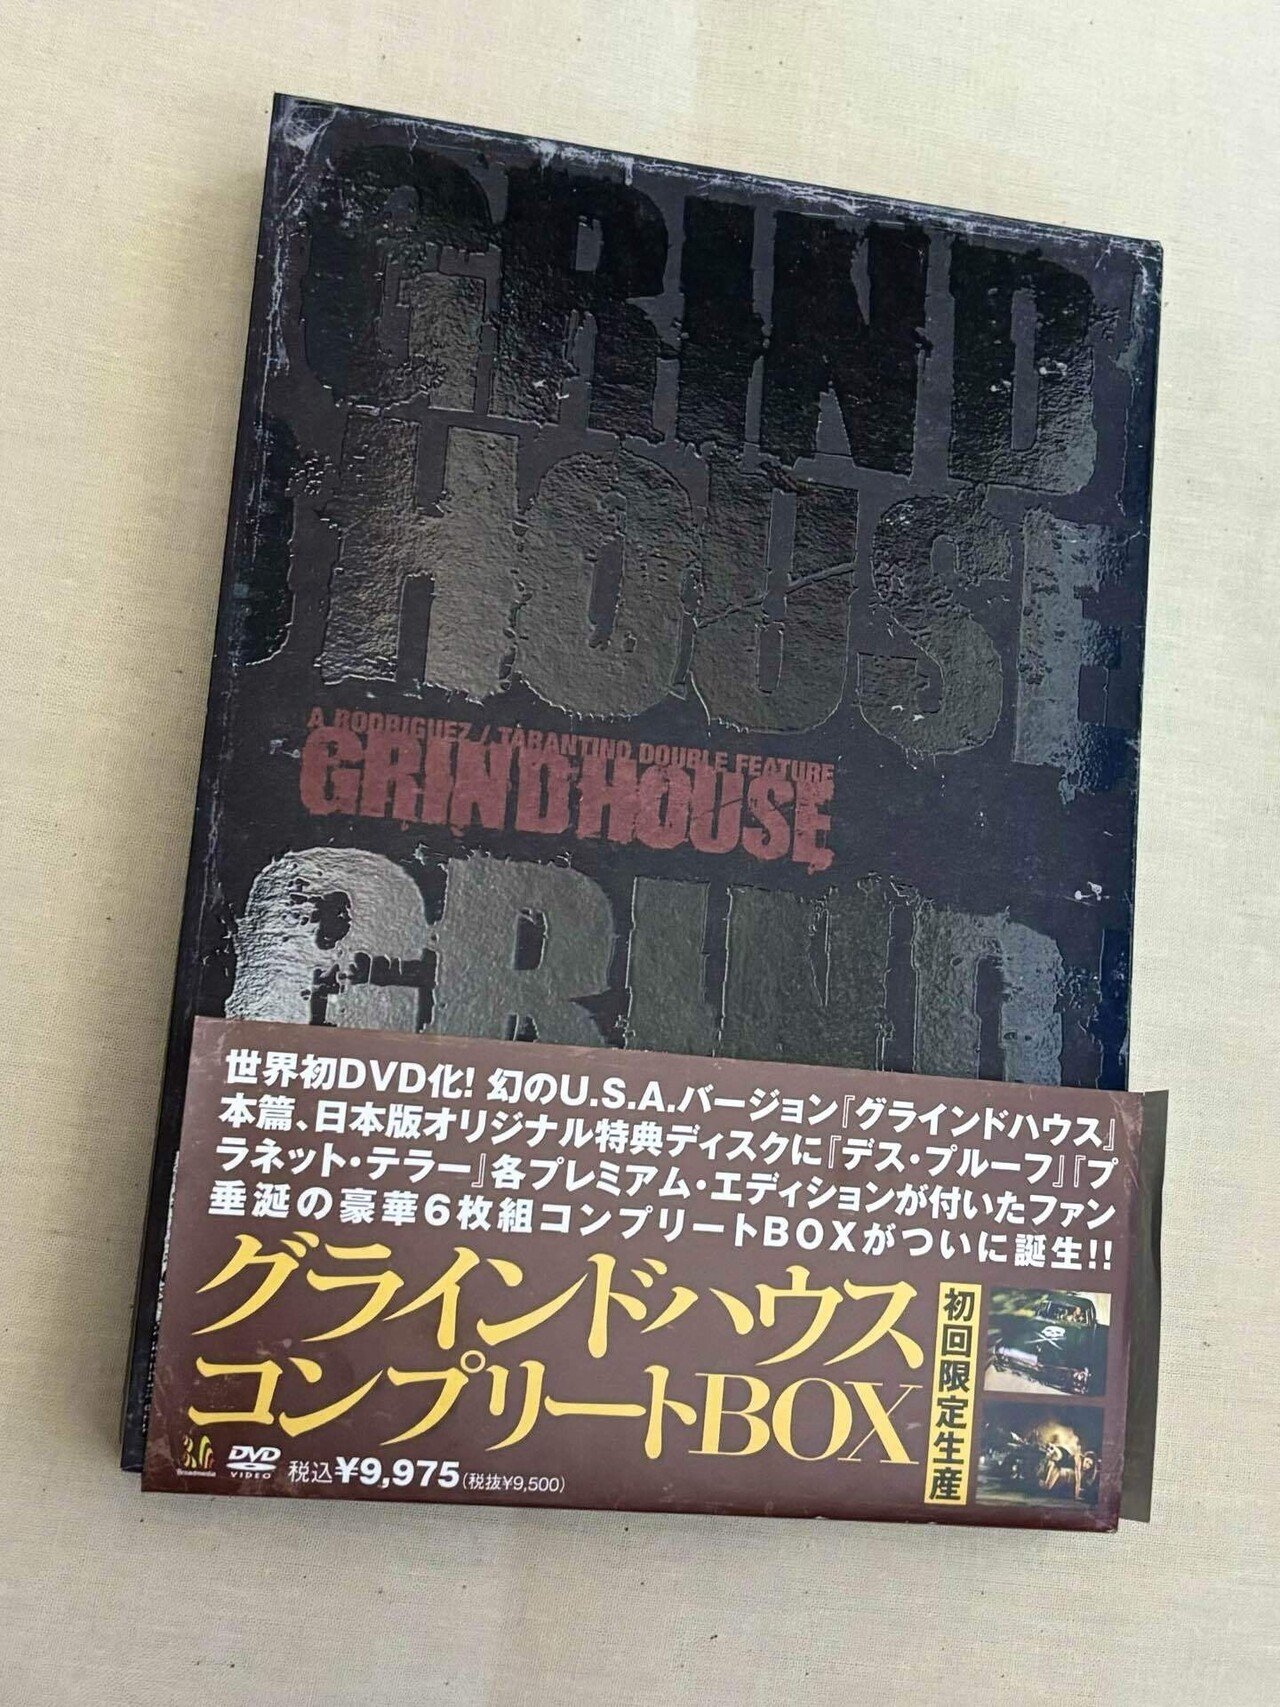 GRIND
HOUSE
A RODRIGUEZ / TARANTINO DOUBLE FEATURE
GRINDHOUSE
GRIND
世界初DVD化! 幻のU.S.A.バージョン『グラインドハウス』
本篇、日本版オリジナル特典ディスクに『デス・プルーフ』『プ
ラネット・テラー』各プレミアム・エディションが付いたファン
垂涎の豪華6枚組コンプリートBOXがついに誕生!!
グラインドハウス
コンプリートBOX
初回限定生産
Broadmedia
DVD
VIDEO
税込¥9,975(税抜¥9,500)